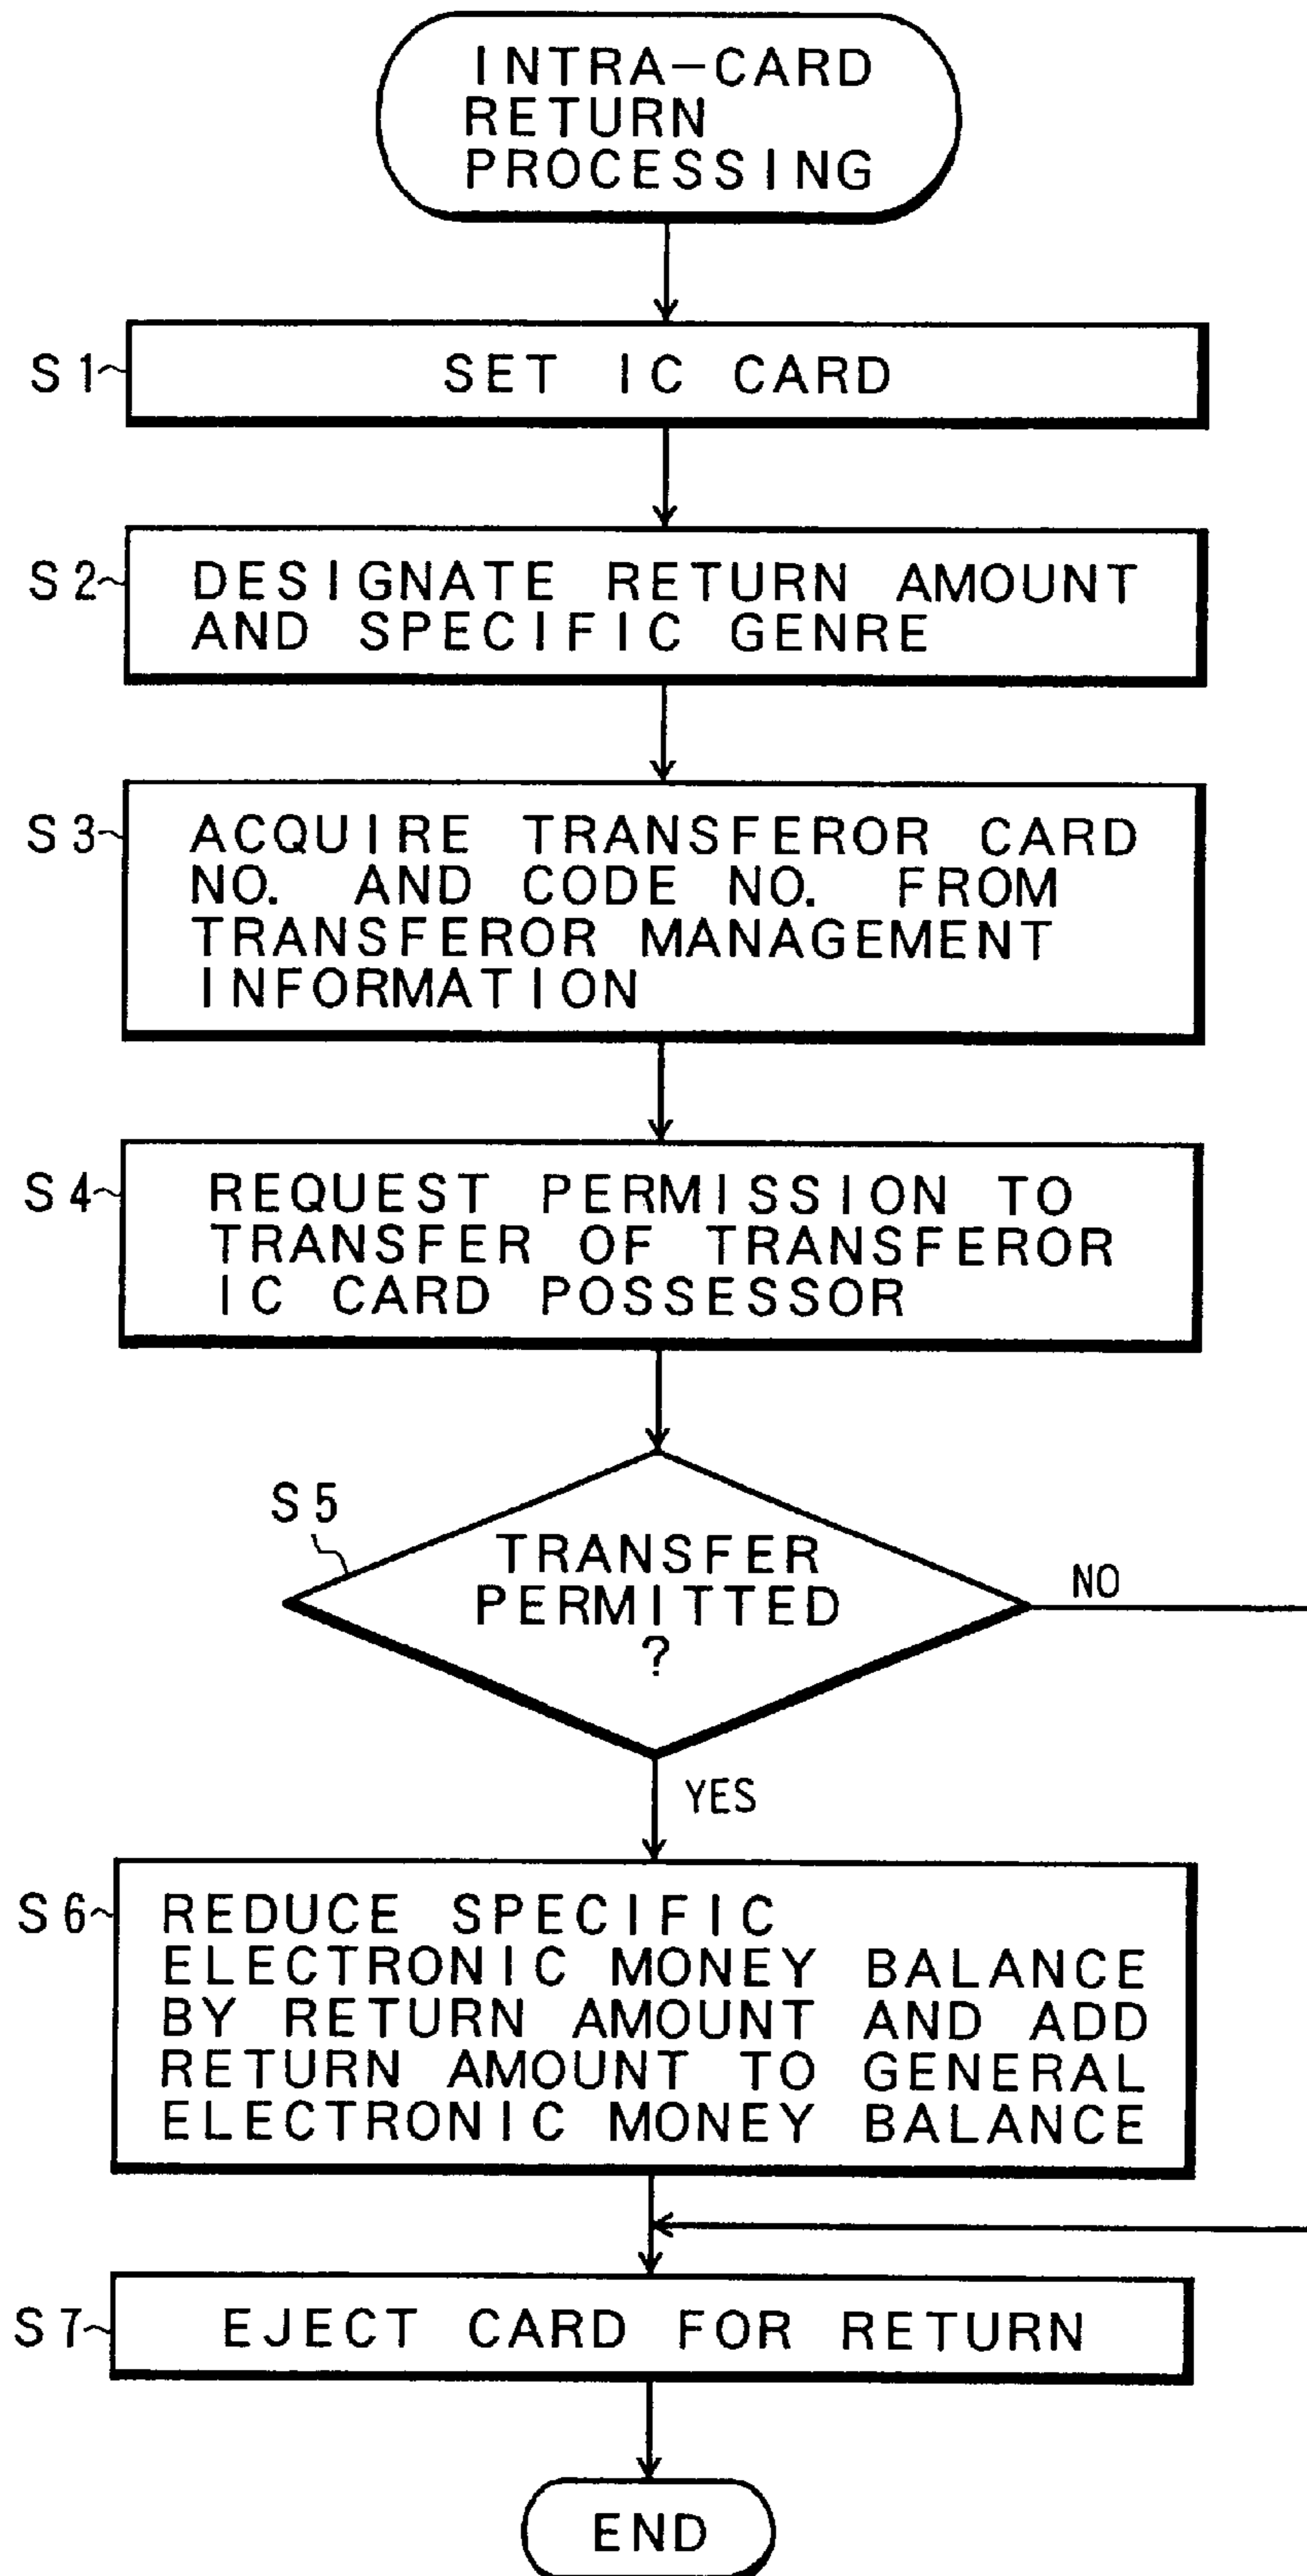 INTRA-CARD
RETURN
PROCESSING
S1
SET IC CARD
S2
DESIGNATE RETURN AMOUNT
AND SPECIFIC GENRE
S3
ACQUIRE TRANSFEROR CARD
NO. AND CODE NO. FROM
TRANSFEROR MANAGEMENT
INFORMATION
S4
REQUEST PERMISSION TO
TRANSFER OF TRANSFEROR
IC CARD POSSESSOR
S5
TRANSFER
PERMITTED
?
NO
YES
S6
REDUCE SPECIFIC
ELECTRONIC MONEY BALANCE
BY RETURN AMOUNT AND ADD
RETURN AMOUNT TO GENERAL
ELECTRONIC MONEY BALANCE
S7
EJECT CARD FOR RETURN
END